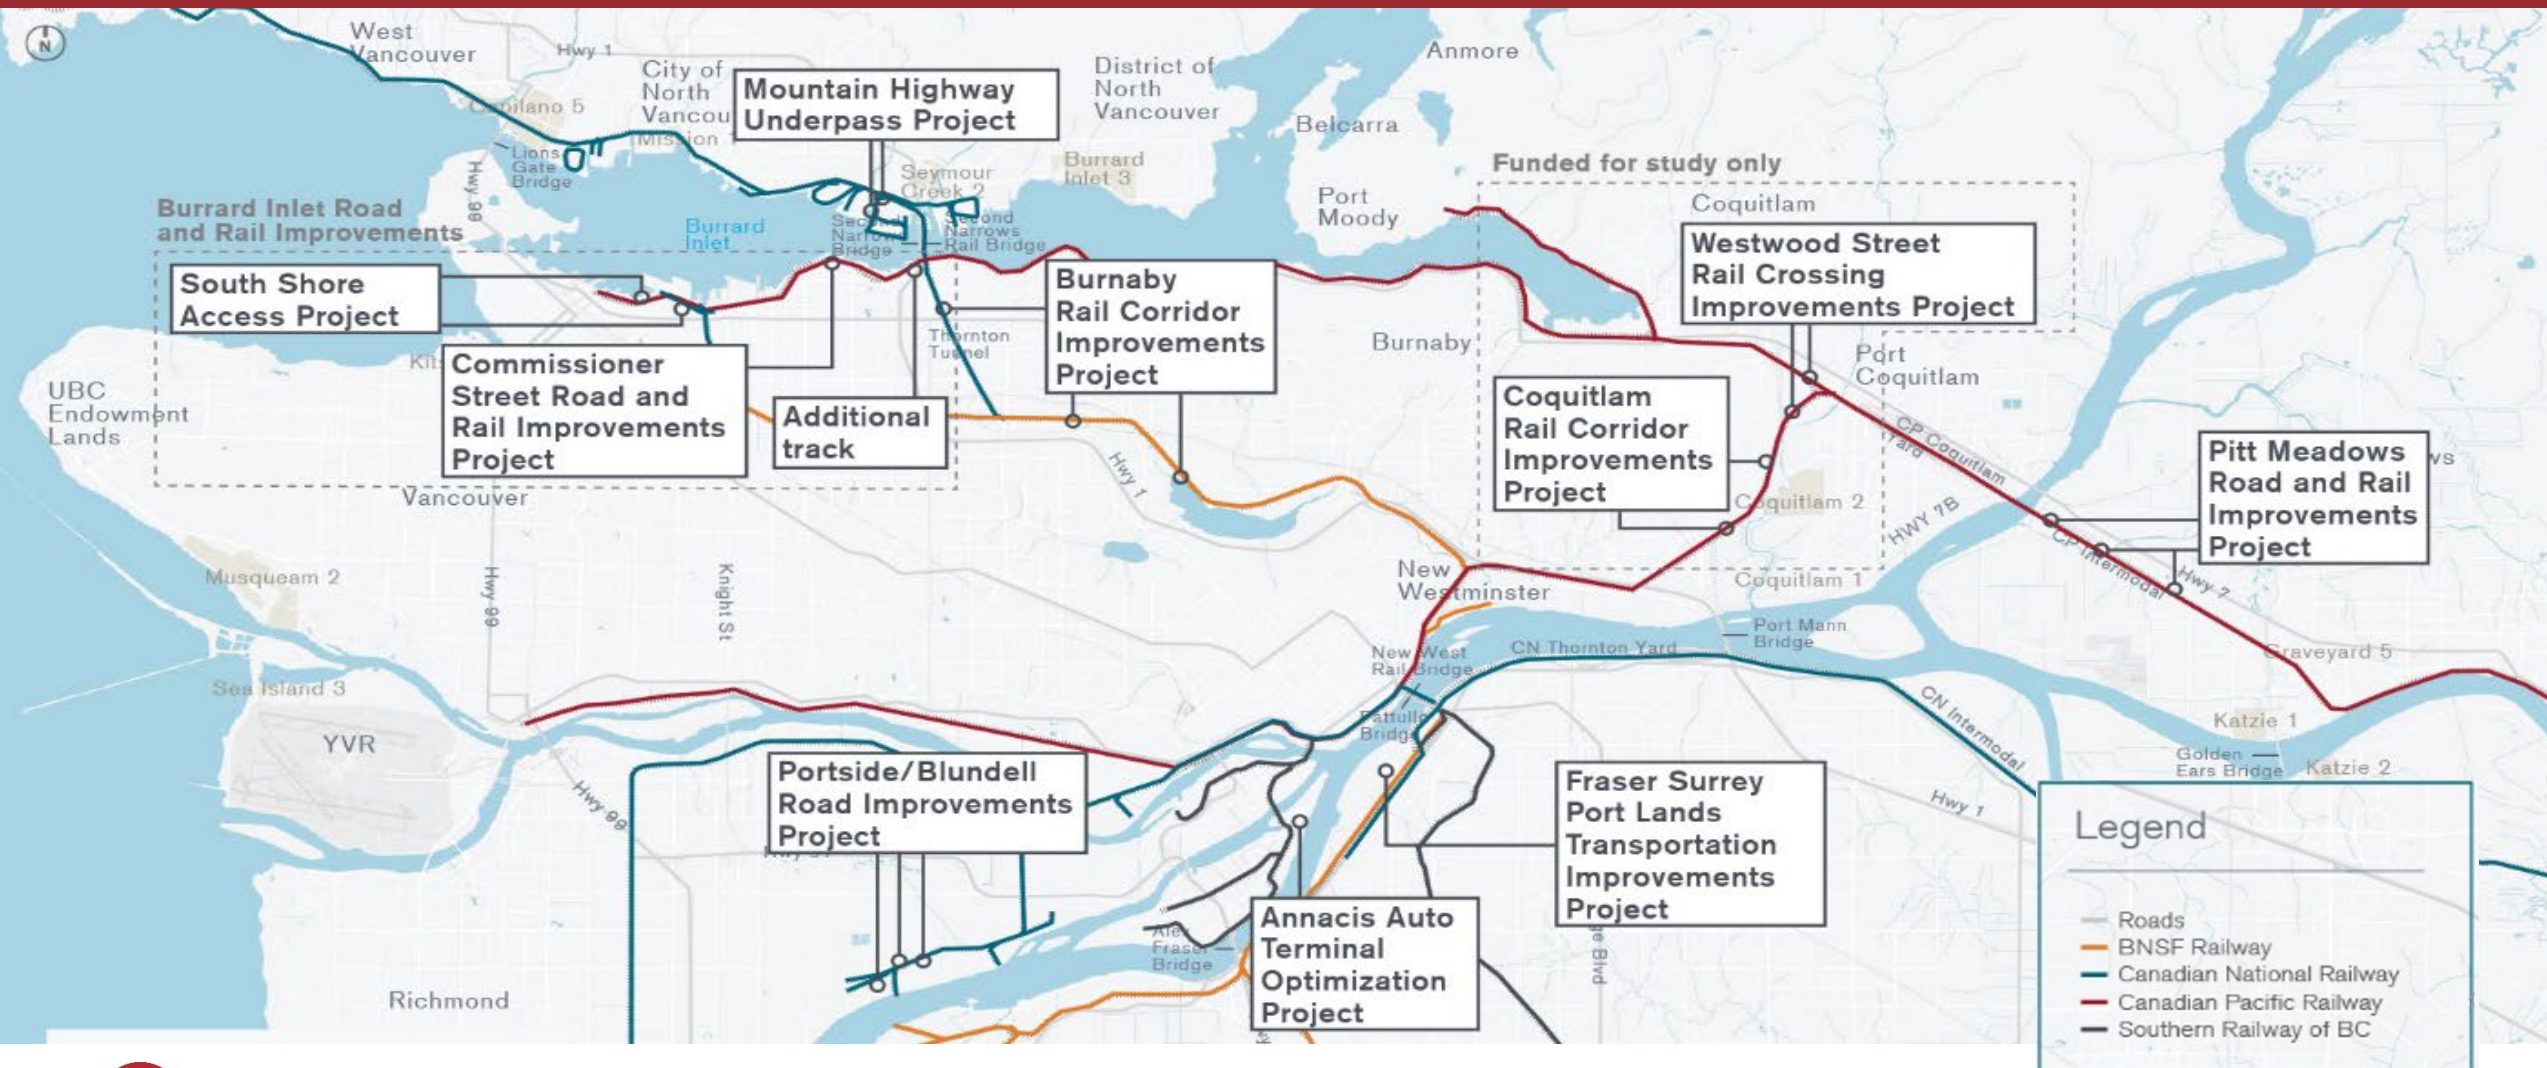 N
West
Vancouver
Hwy 1
Capilano 5
City of
North
Mission
Mountain Highway
Underpass Project
District of
North
Vancouver
Anmore
Belcarra
Burrard
Inlet 3
Seymour
Creek 2
Lions
Gate
Bridge
Hwy 99
Burrard
Inlet
Second
Narrows
Bridge
Second
Narrows
Rail Bridge
Port
Moody
Funded for study only
Coquitlam
Westwood Street
Rail Crossing
Improvements Project
Burrard Inlet Road
and Rail Improvements
South Shore
Access Project
Commissioner
Street Road and
Rail Improvements
Project
Additional
track
Thornton
Tunnel
Burnaby
Rail Corridor
Improvements
Project
Burnaby
Port
Coquitlam
Coquitlam
Rail Corridor
Improvements
Project
CP Coquitlam
Yard
Pitt Meadows
Road and Rail
Improvements
Project
UBC
Endowment
Lands
Vancouver
Hwy 1
Coquitlam 2
HWY 7B
CP Intermodal
Hwy 7
Musqueam 2
Hwy 99
Knight St
New
Westminster
Coquitlam 1
Port Mann
Bridge
New West
Rail Bridge
CN Thornton Yard
Graveyard 5
Sea Island 3
YVR
Pattullo
Bridge
CN Intermodal
Katzie 1
Golden
Ears Bridge
Katzie 2
Hwy 99
Portside/Blundell
Road Improvements
Project
Fraser Surrey
Port Lands
Transportation
Improvements
Project
Hwy 1
Alex
Fraser
Bridge
Annacis Auto
Terminal
Optimization
Project
Blvd
Richmond
Legend
Roads
BNSF Railway
Canadian National Railway
Canadian Pacific Railway
Southern Railway of BC